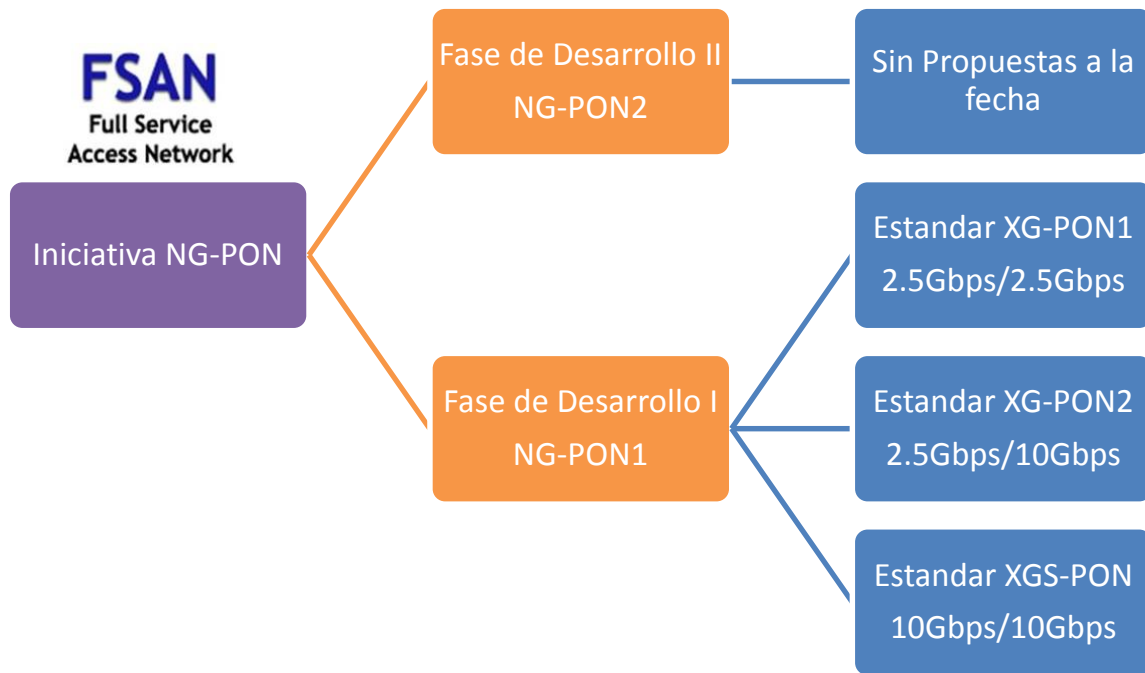 FSAN
Full Service
Access Network
Iniciativa NG-PON
Fase de Desarrollo II
NG-PON2
Sin Propuestas a la
fecha
Fase de Desarrollo I
NG-PON1
Estandar XG-PON1
2.5Gbps/2.5Gbps
Estandar XG-PON2
2.5Gbps/10Gbps
Estandar XGS-PON
10Gbps/10Gbps